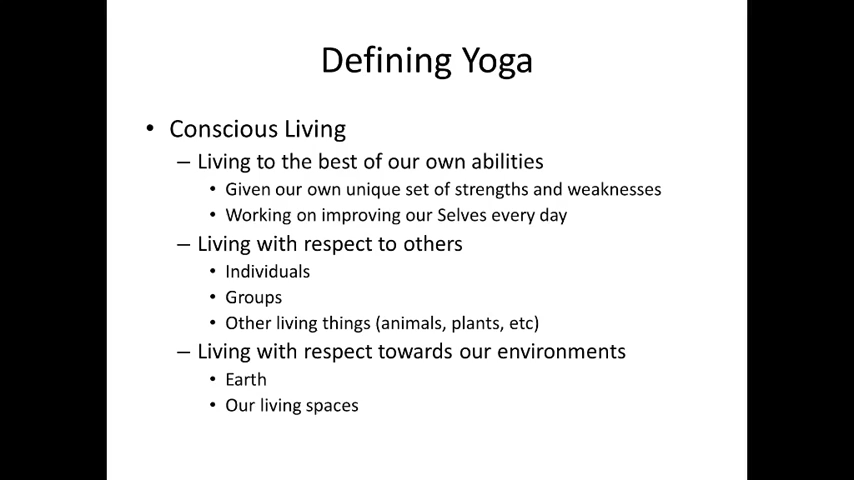 Defining Yoga
• Conscious Living
– Living to the best of our own abilities
• Given our own unique set of strengths and weaknesses
• Working on improving our Selves every day
– Living with respect to others
• Individuals
• Groups
• Other living things (animals, plants, etc)
– Living with respect towards our environments
• Earth
• Our living spaces